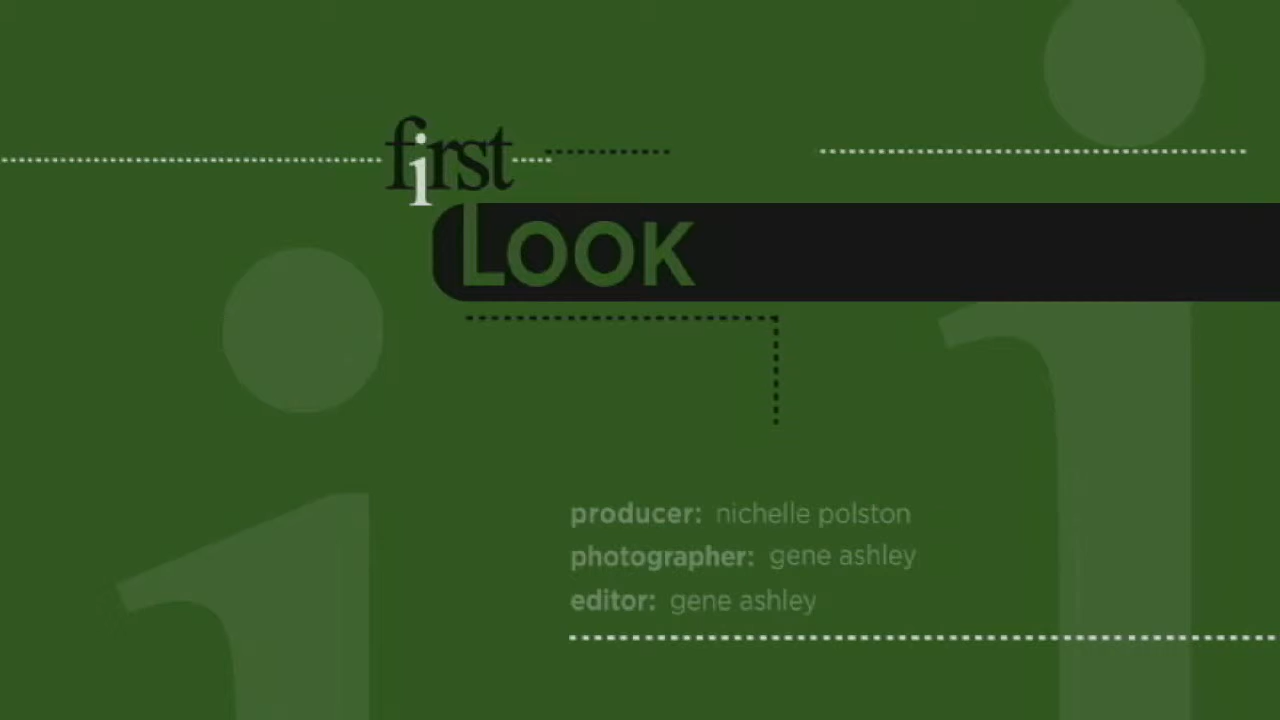 first
LOOK
producer: nichelle polston
photographer: gene ashley
editor: gene ashley